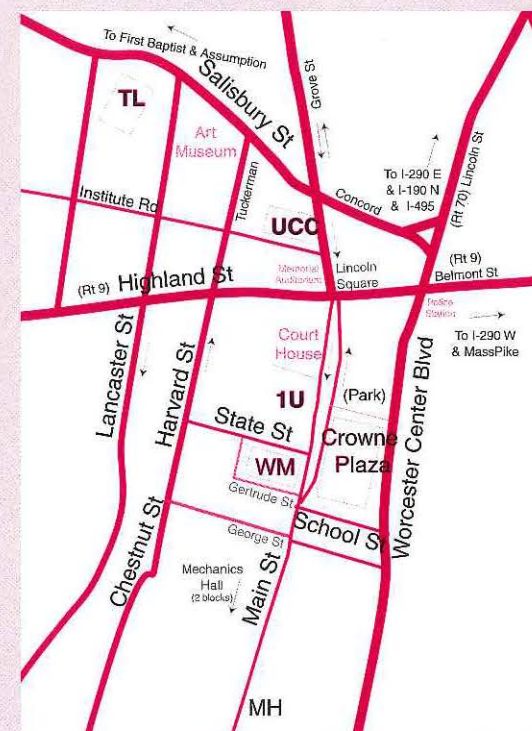 To First Baptist & Assumption
Salisbury St
Grove St
TL
Art
Museum
Tuckerman
Institute Rd
UCC
Concord
To I-290 E
& I-190 N
& I-495
(Rt 70) Lincoln St
(Rt 9)
Belmont St
Memorial
Auditorium
Lincoln
Square
(Rt 9) Highland St
Police
Station
To I-290 W
& MassPike
Court
House
Lancaster St
Harvard St
1U
(Park)
State St
Crowne
Plaza
WM
Gertrude St
School St
George St
Worcester Center Blvd
Chestnut St
Mechanics
Hall
(2 blocks)
Main St
MH